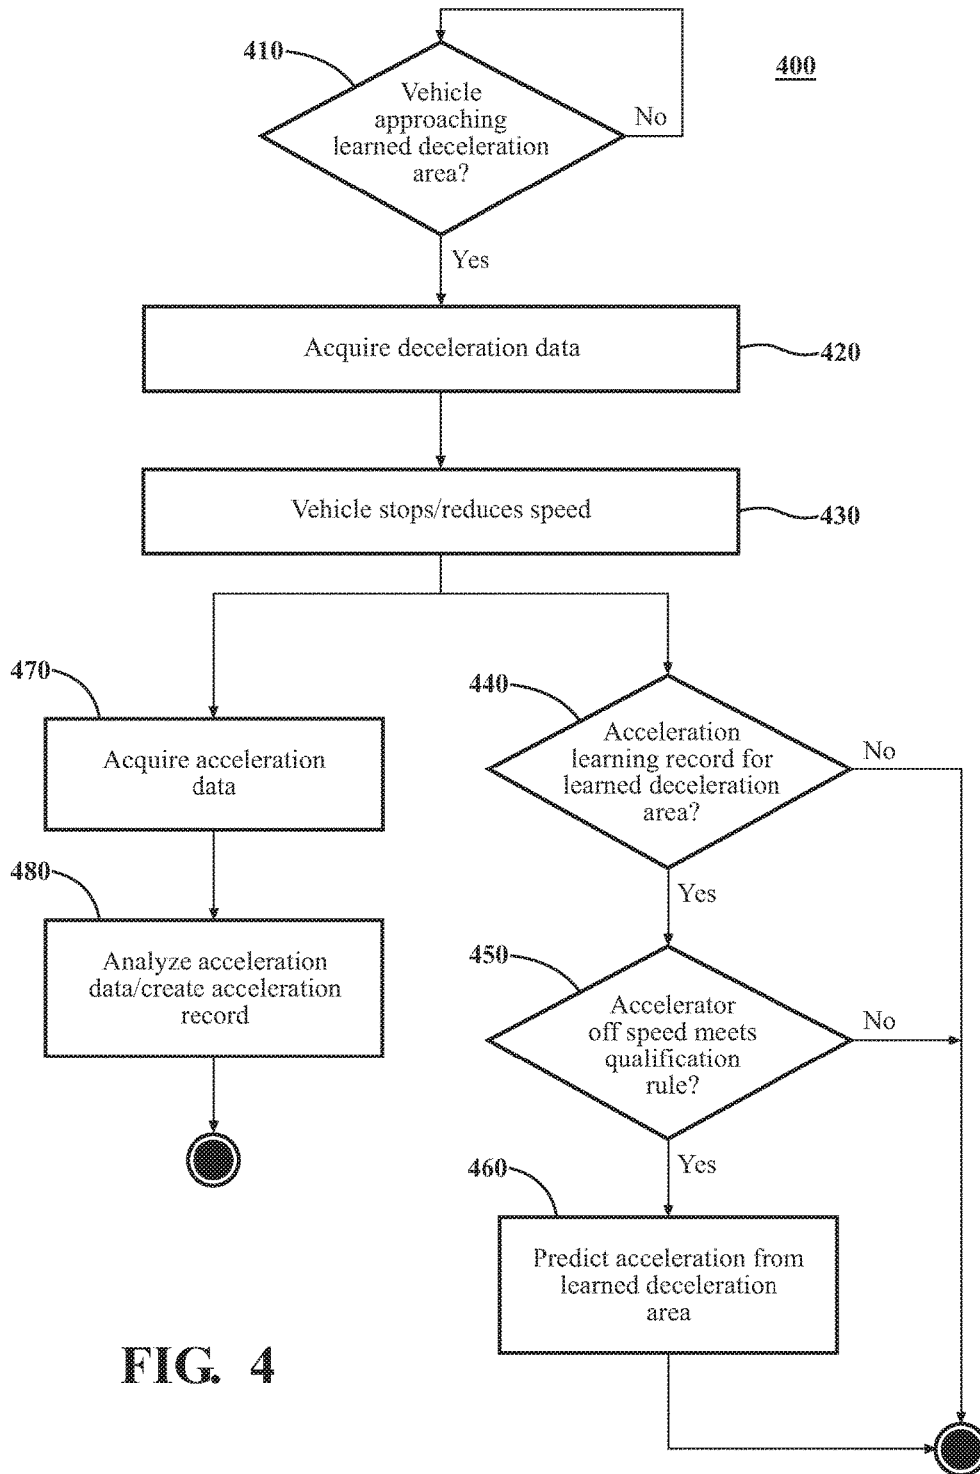 410
400
Vehicle
approaching
learned deceleration
area?
No
Yes
Acquire deceleration data
420
Vehicle stops/reduces speed
430
470
Acquire acceleration
data
480
Analyze acceleration
data/create acceleration
record
440
Acceleration
learning record for
learned deceleration
area?
No
Yes
450
Accelerator
off speed meets
qualification
rule?
No
Yes
460
Predict acceleration from
learned deceleration
area
FIG. 4